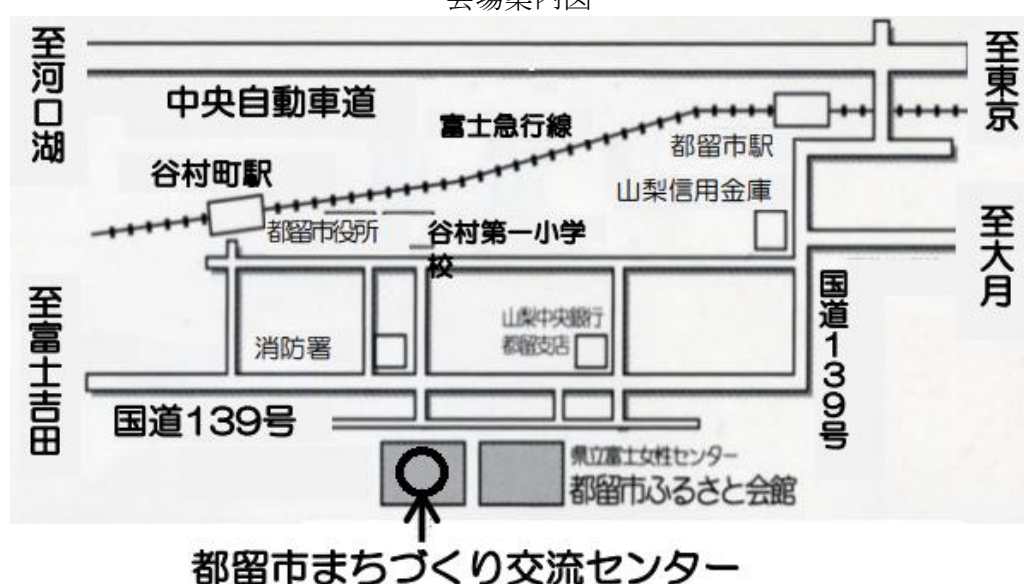 会場案内図
至河口湖
至東京
中央自動車道
富士急行線
都留市駅
谷村町駅
山梨信用金庫
都留市役所
谷村第一小学
校
至大月
至富士吉田
国道139号
山梨中央銀行
都留支店
消防署
国道139号
県立富士女性センター
都留市ふるさと会館
都留市まちづくり交流センター